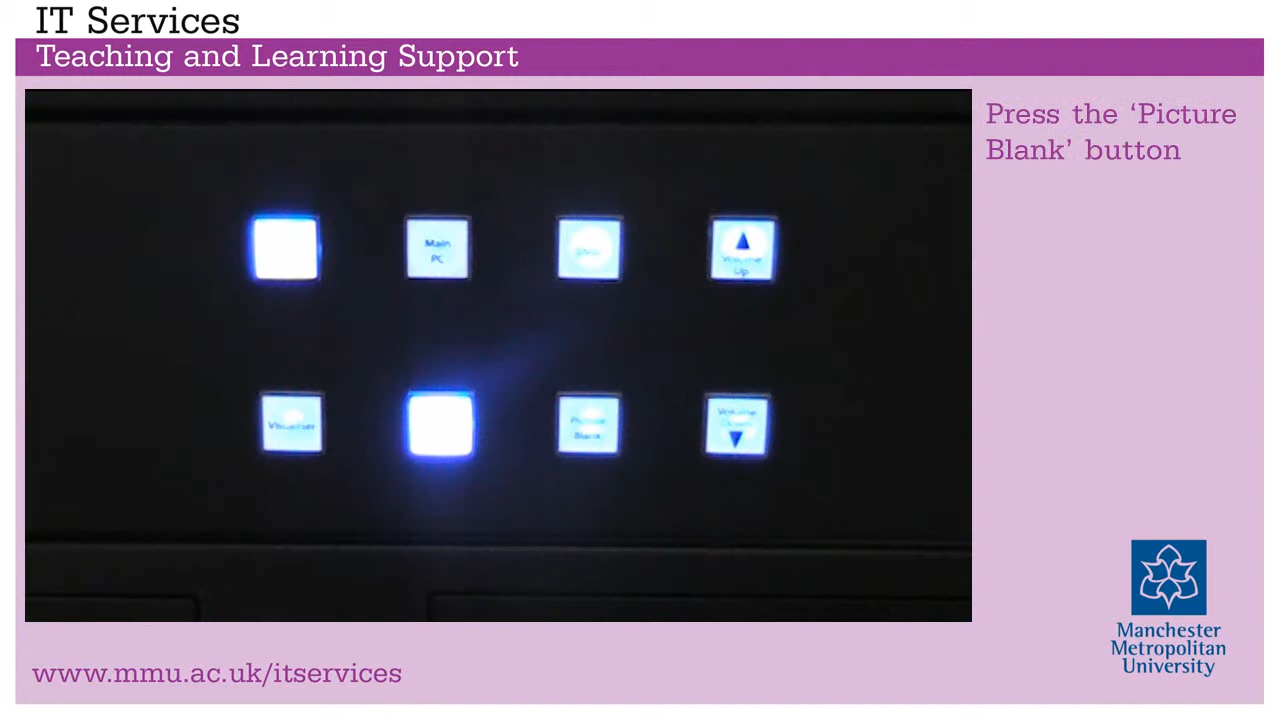 IT Services
Teaching and Learning Support
Press the ‘Picture
Blank’ button
Main
PC
Volume
Up
Visualiser
Picture
Blank
Volume
Down
www.mmu.ac.uk/itservices
Manchester
Metropolitan
University